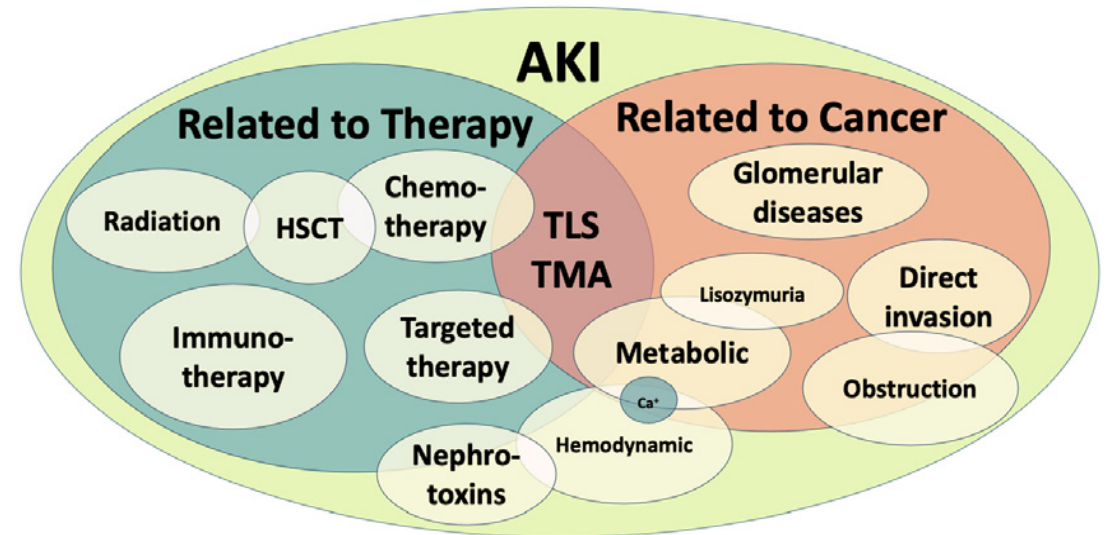 AKI
Related to Therapy
Related to Cancer
Radiation
HSCT
Chemo-
therapy
TLS
TMA
Glomerular
diseases
Lisozymuria
Direct
invasion
Immuno-
therapy
Targeted
therapy
Metabolic
Obstruction
Ca⁺
Hemodynamic
Nephro-
toxins